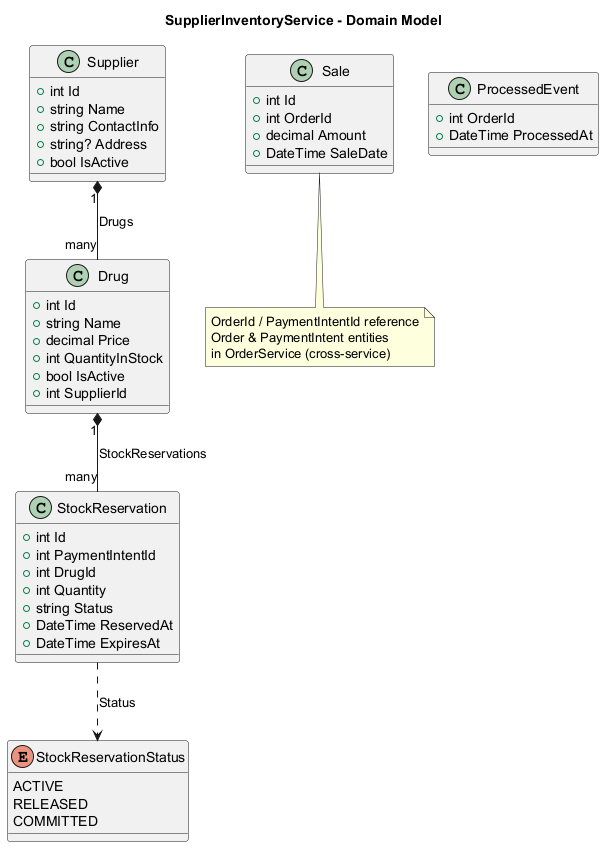 SupplierInventoryService - Domain Model
C Supplier
int Id
string Name
string ContactInfo
string? Address
bool IsActive
1
Drugs
many
C Drug
int Id
string Name
decimal Price
int QuantityInStock
bool IsActive
int SupplierId
1
StockReservations
many
C StockReservation
int Id
int PaymentIntentId
int DrugId
int Quantity
string Status
DateTime ReservedAt
DateTime ExpiresAt
Status
E StockReservationStatus
ACTIVE
RELEASED
COMMITTED
C Sale
int Id
int OrderId
decimal Amount
DateTime SaleDate
OrderId / PaymentIntentId reference
Order & PaymentIntent entities
in OrderService (cross-service)
C ProcessedEvent
int OrderId
DateTime ProcessedAt